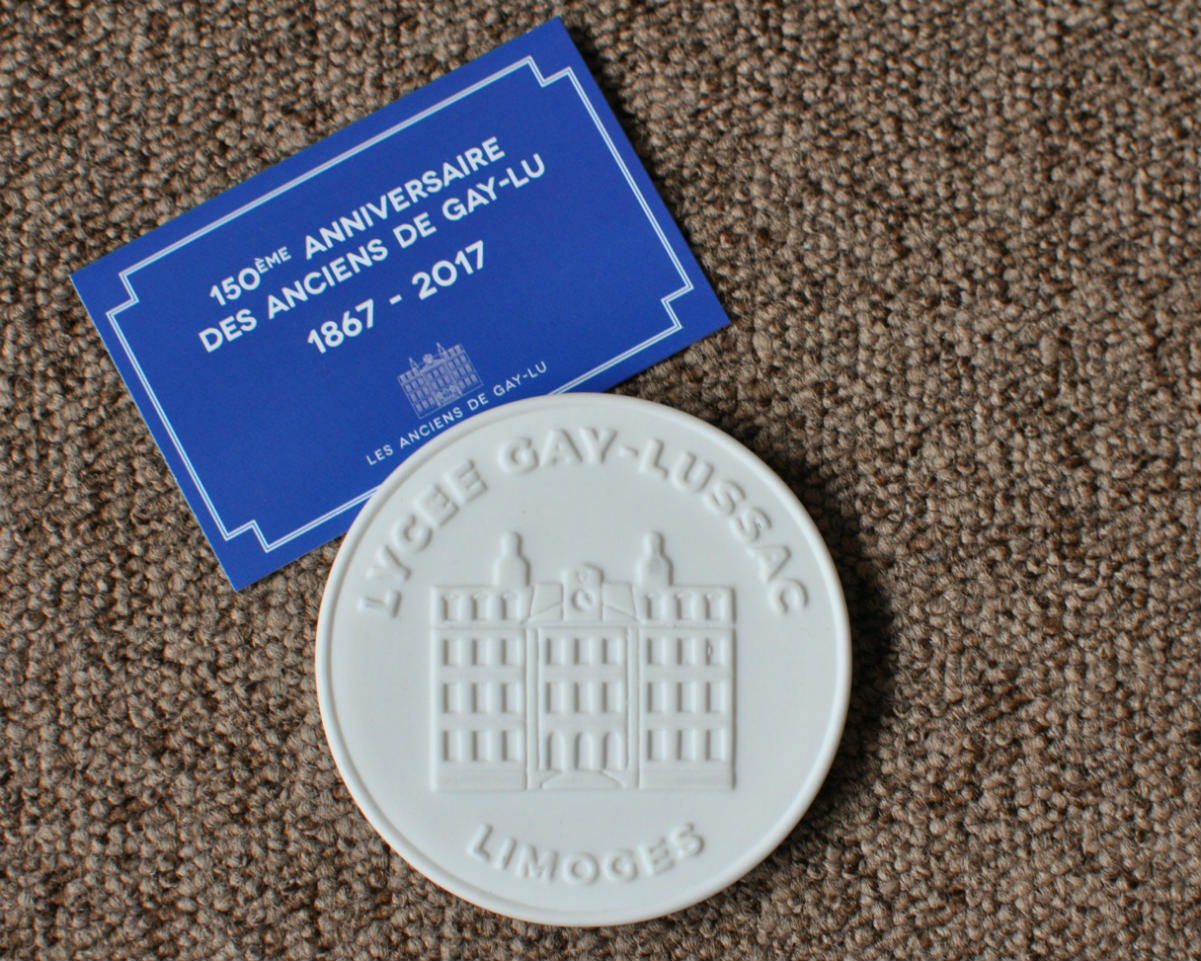 150ÈME ANNIVERSAIRE
DES ANCIENS DE GAY-LU
1867 - 2017
LES ANCIENS DE GAY-LU
LYCEE GAY-LUSSAC
LIMOGES